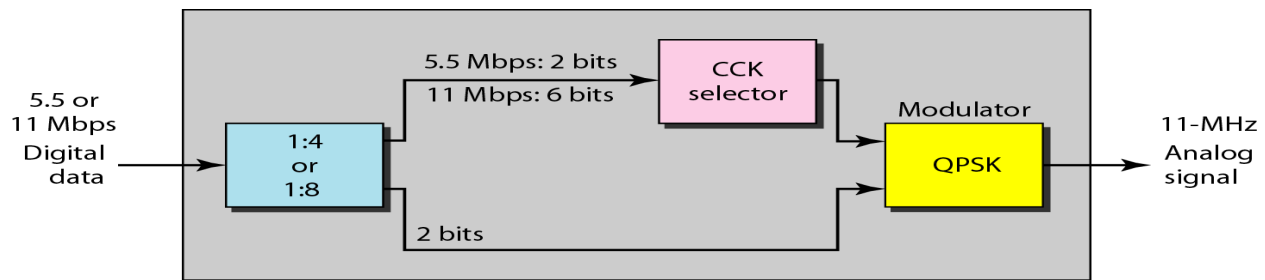 5.5 or
11 Mbps
Digital
data
1:4
or
1:8
5.5 Mbps: 2 bits
11 Mbps: 6 bits
2 bits
CCK
selector
Modulator
QPSK
11-MHz
Analog
signal